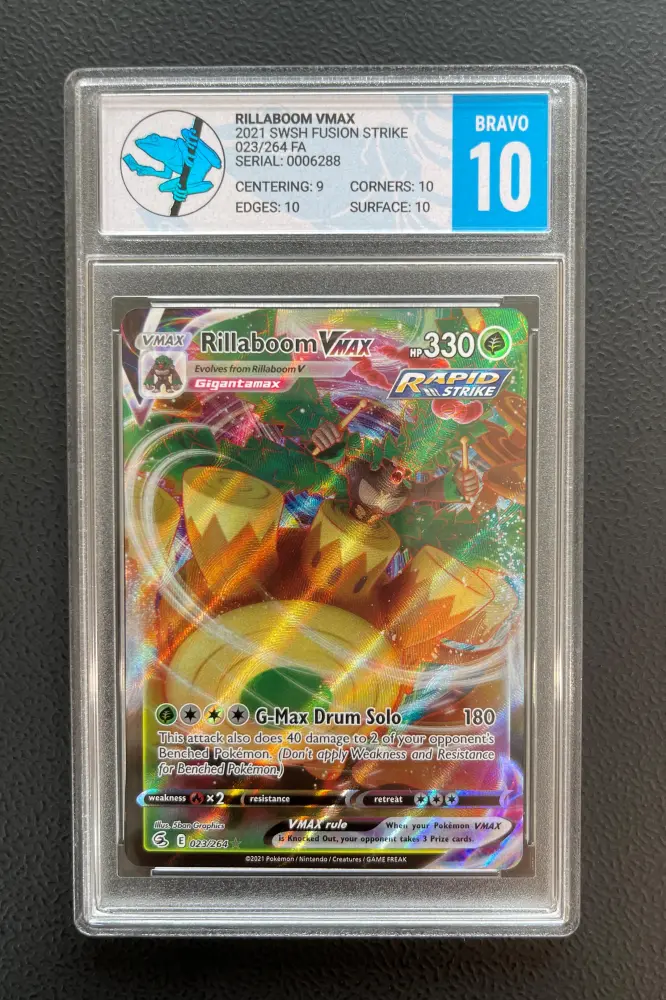 RILLABOOM VMAX
2021 SWSH FUSION STRIKE
023/264 FA
SERIAL: 0006288
CENTERING: 9 CORNERS: 10
EDGES: 10 SURFACE: 10
BRAVO
10
VMAX Rillaboom VMAX HP 330
Evolves from Rillaboom V
Gigantamax
RAPID
STRIKE
G-Max Drum Solo 180
This attack also does 40 damage to 2 of your opponent's
Benched Pokémon. (Don't apply Weakness and Resistance
for Benched Pokémon.)
weakness ×2 resistance retreat
Illus. 5ban Graphics
VMAX rule When your Pokémon VMAX
is Knocked Out, your opponent takes 3 Prize cards.
E 023/264
©2021 Pokémon / Nintendo / Creatures / GAME FREAK